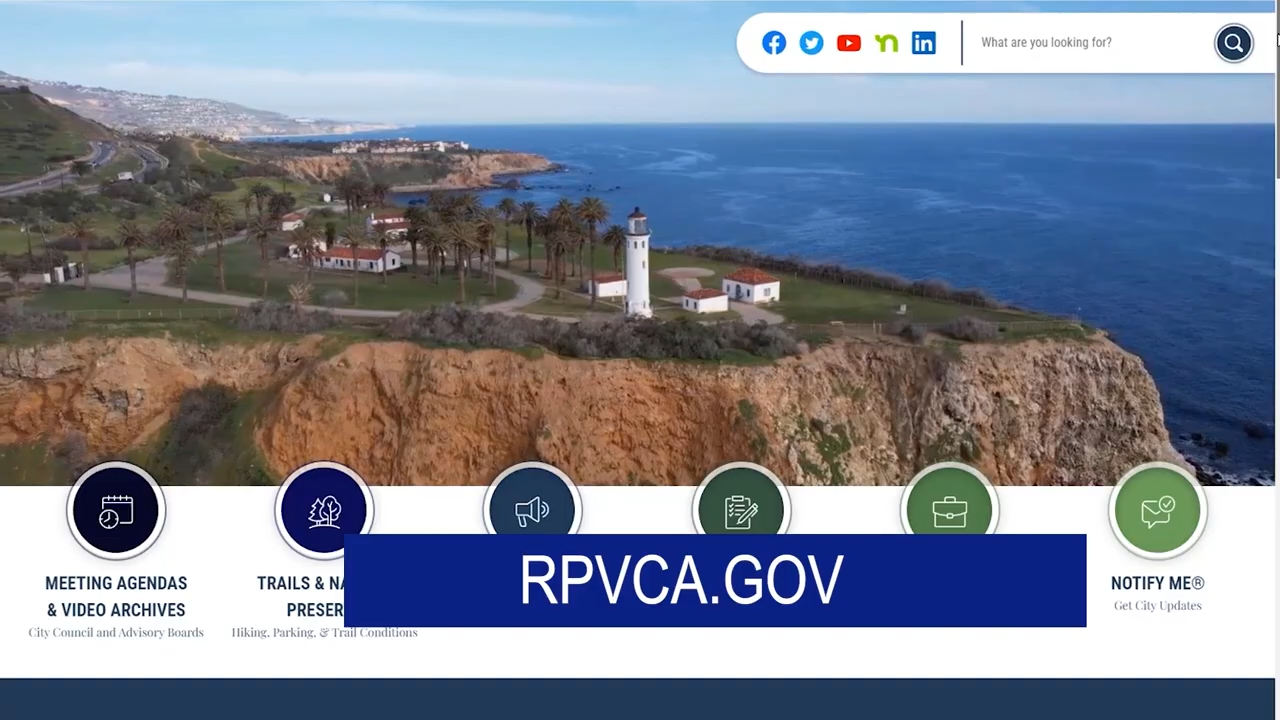 What are you looking for?
MEETING AGENDAS
& VIDEO ARCHIVES
City Council and Advisory Boards
TRAILS & NA
PRESER
Hiking, Parking, & Trail Conditions
RPVCA.GOV
NOTIFY ME®
Get City Updates